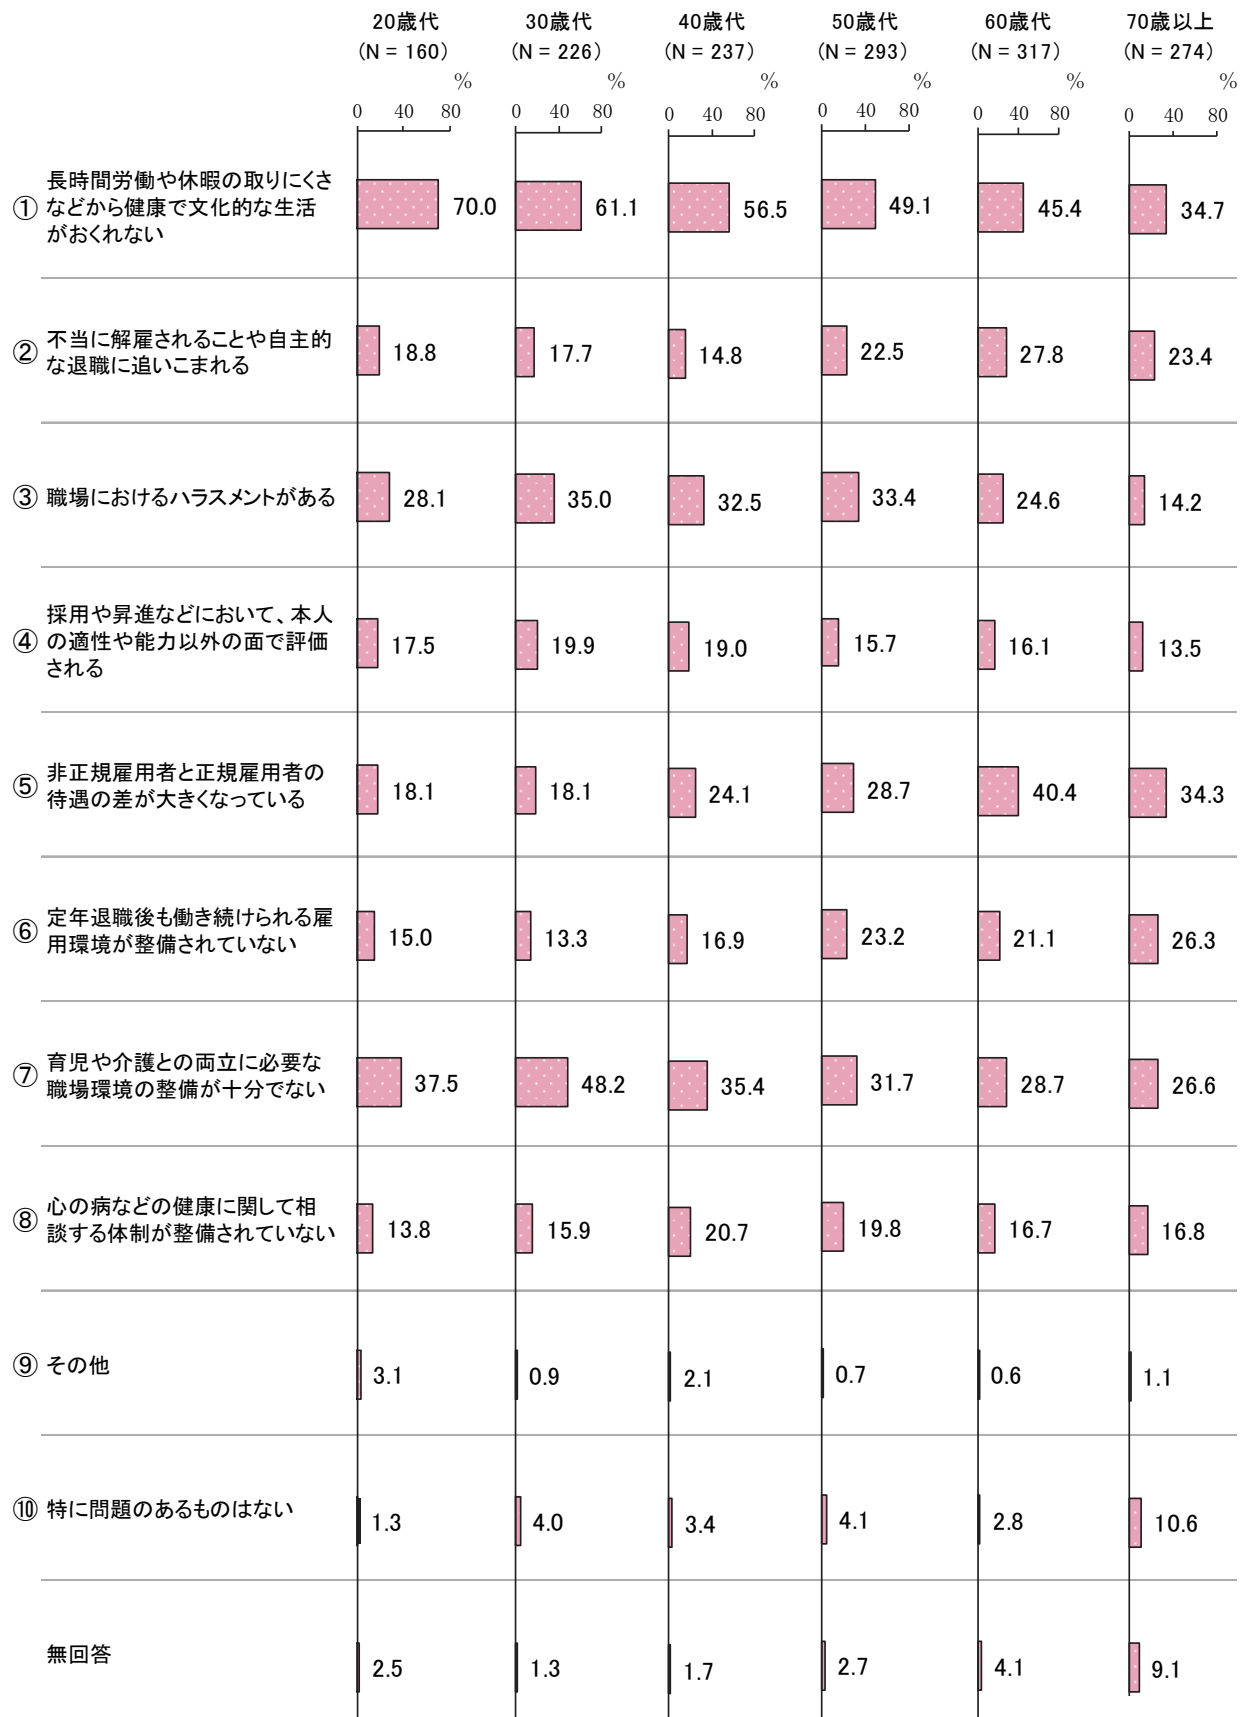 20歳代 30歳代 40歳代 50歳代 60歳代 70歳以上
(N = 160) (N = 226) (N = 237) (N = 293) (N = 317) (N = 274)
% % % % % %
0 40 80 0 40 80 0 40 80 0 40 80 0 40 80 0 40 80
長時間労働や休暇の取りにくさ
① などから健康で文化的な生活
がおくれない
70.0 61.1 56.5 49.1 45.4 34.7
② 不当に解雇されることや自主的
な退職に追いこまれる
18.8 17.7 14.8 22.5 27.8 23.4
③ 職場におけるハラスメントがある
28.1 35.0 32.5 33.4 24.6 14.2
採用や昇進などにおいて、本人
④ の適性や能力以外の面で評価
される
17.5 19.9 19.0 15.7 16.1 13.5
⑤ 非正規雇用者と正規雇用者の
待遇の差が大きくなっている
18.1 18.1 24.1 28.7 40.4 34.3
⑥ 定年退職後も働き続けられる雇
用環境が整備されていない
15.0 13.3 16.9 23.2 21.1 26.3
⑦ 育児や介護との両立に必要な
職場環境の整備が十分でない
37.5 48.2 35.4 31.7 28.7 26.6
⑧ 心の病などの健康に関して相
談する体制が整備されていない
13.8 15.9 20.7 19.8 16.7 16.8
⑨ その他
3.1 0.9 2.1 0.7 0.6 1.1
⑩ 特に問題のあるものはない
1.3 4.0 3.4 4.1 2.8 10.6
無回答
2.5 1.3 1.7 2.7 4.1 9.1